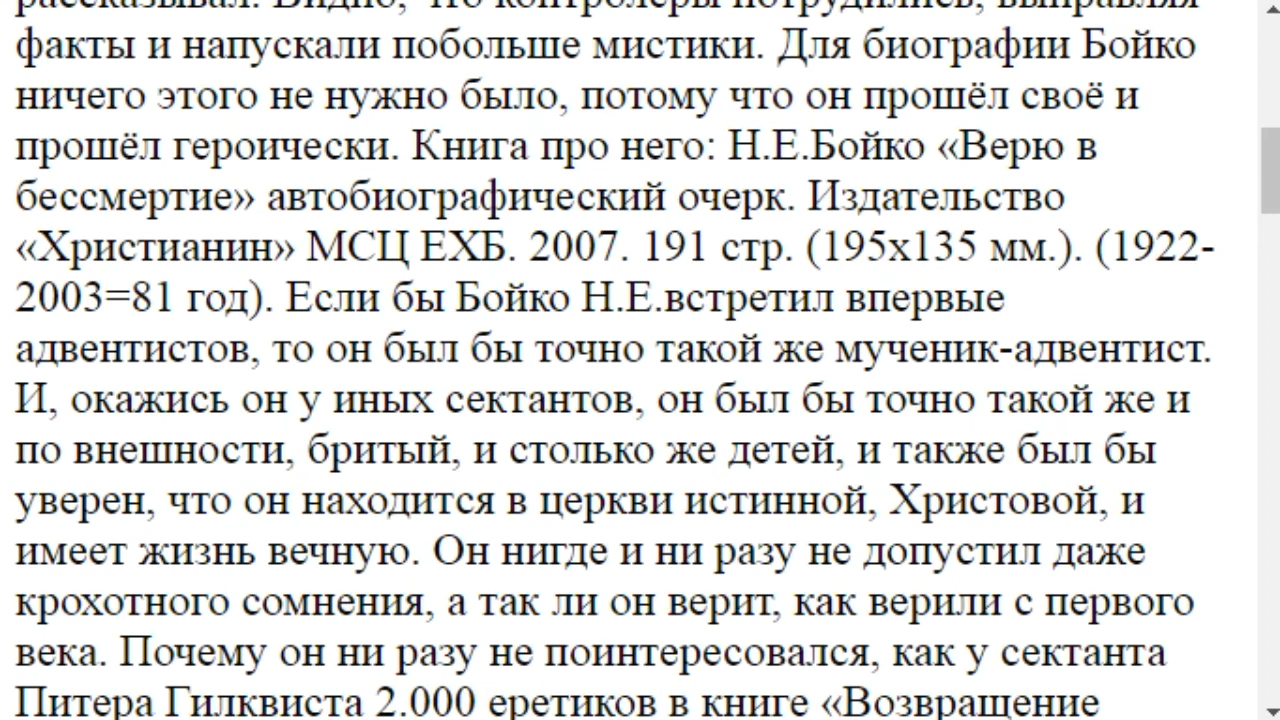 рассказывал. Видно, что контролёры потрудились, выправляя
факты и напускали побольше мистики. Для биографии Бойко
ничего этого не нужно было, потому что он прошёл своё и
прошёл героически. Книга про него: Н.Е.Бойко «Верю в
бессмертие» автобиографический очерк. Издательство
«Христианин» МСЦ ЕХБ. 2007. 191 стр. (195х135 мм.). (1922-
2003=81 год). Если бы Бойко Н.Е.встретил впервые
адвентистов, то он был бы точно такой же мученик-адвентист.
И, окажись он у иных сектантов, он был бы точно такой же и
по внешности, бритый, и столько же детей, и также был бы
уверен, что он находится в церкви истинной, Христовой, и
имеет жизнь вечную. Он нигде и ни разу не допустил даже
крохотного сомнения, а так ли он верит, как верили с первого
века. Почему он ни разу не поинтересовался, как у сектанта
Питера Гилквиста 2.000 еретиков в книге «Возвращение